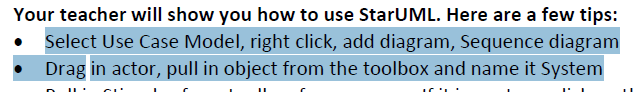 Your teacher will show you how to use StarUML. Here are a few tips:
• Select Use Case Model, right click, add diagram, Sequence diagram
• Drag in actor, pull in object from the toolbox and name it System